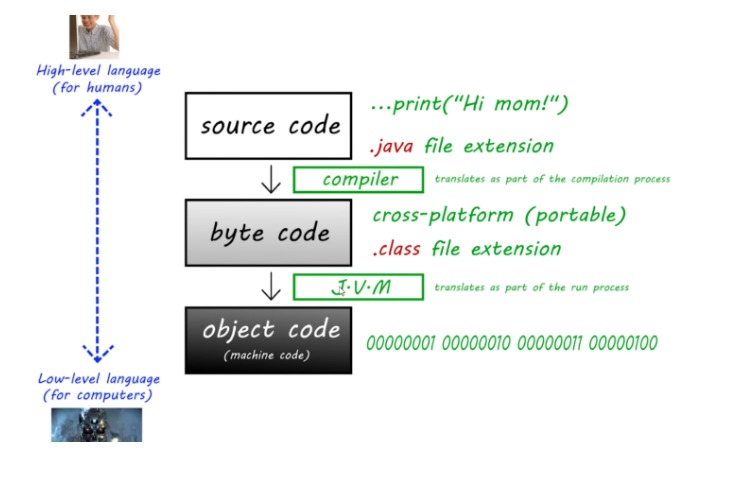 High-level language
(for humans)
source code
...print("Hi mom!")
.java file extension
compiler
translates as part of the compilation process
byte code
cross-platform (portable)
.class file extension
J.V.M
translates as part of the run process
object code
(machine code)
00000001 00000010 00000011 00000100
Low-level language
(for computers)